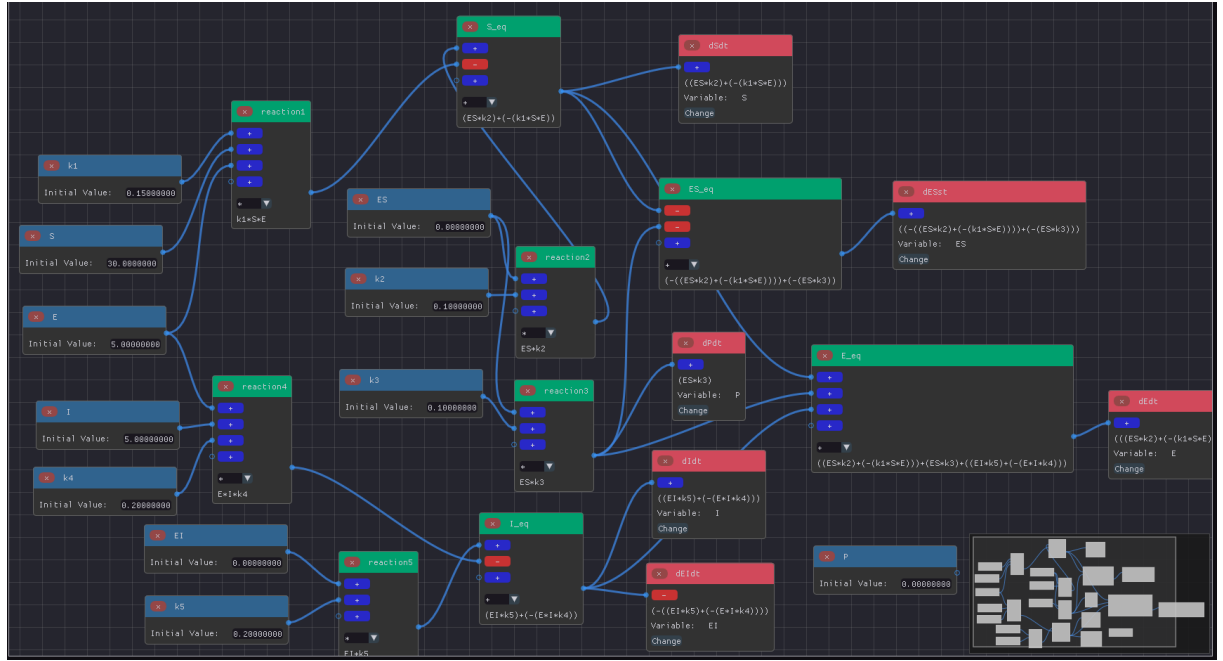 S_eq
+
-
+
+
(ES*k2)+(-(k1*S*E))
dSdt
+
((ES*k2)+(-(k1*S*E)))
Variable: S
Change
reaction1
+
+
+
+
*
k1*S*E
k1
Initial Value: 0.15000000
S
Initial Value: 30.0000000
E
Initial Value: 5.00000000
ES
Initial Value: 0.00000000
k2
Initial Value: 0.10000000
reaction2
+
+
+
*
ES*k2
ES_eq
-
-
+
+
(-((ES*k2)+(-(k1*S*E))))+(-(ES*k3))
dESst
+
((-((ES*k2)+(-(k1*S*E))))+(-(ES*k3)))
Variable: ES
Change
dPdt
+
(ES*k3)
Variable: P
Change
E_eq
+
+
+
+
+
((ES*k2)+(-(k1*S*E)))+(ES*k3)+((EI*k5)+(-(E*I*k4)))
dEdt
+
(((ES*k2)+(-(k1*S*E)
Variable: E
Change
reaction4
+
+
+
+
*
E*I*k4
I
Initial Value: 5.00000000
k4
Initial Value: 0.20000000
k3
Initial Value: 0.10000000
reaction3
+
+
+
*
ES*k3
dIdt
+
((EI*k5)+(-(E*I*k4)))
Variable: I
Change
EI
Initial Value: 0.00000000
k5
Initial Value: 0.20000000
reaction5
+
+
+
*
EI*k5
I_eq
+
-
+
+
(EI*k5)+(-(E*I*k4))
dEIdt
-
(-((EI*k5)+(-(E*I*k4))))
Variable: EI
Change
P
Initial Value: 0.00000000